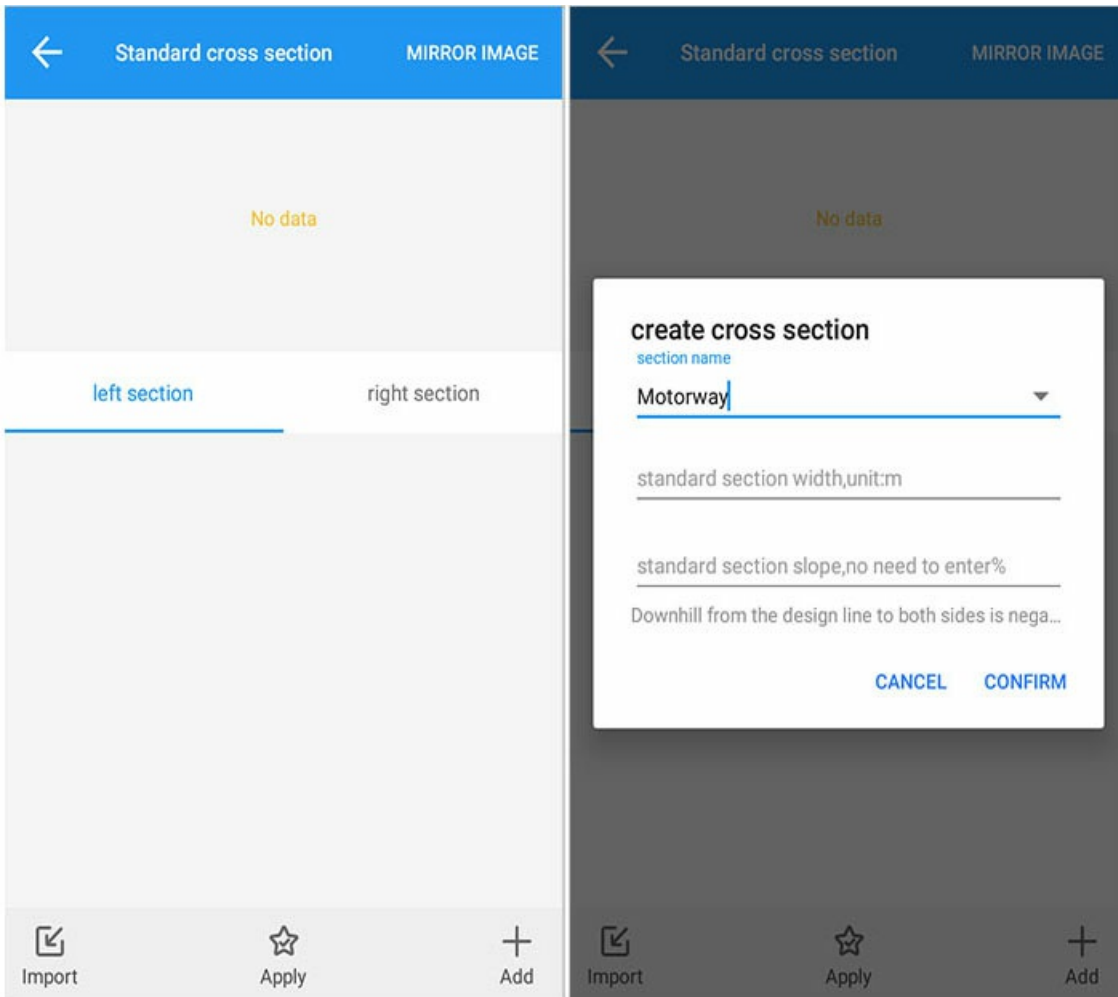 Standard cross section
MIRROR IMAGE
No data
left section
right section
Import
Apply
Add
Standard cross section
MIRROR IMAGE
No data
create cross section
section name
Motorway
standard section width,unit:m
standard section slope,no need to enter%
Downhill from the design line to both sides is nega...
CANCEL
CONFIRM
Import
Apply
Add